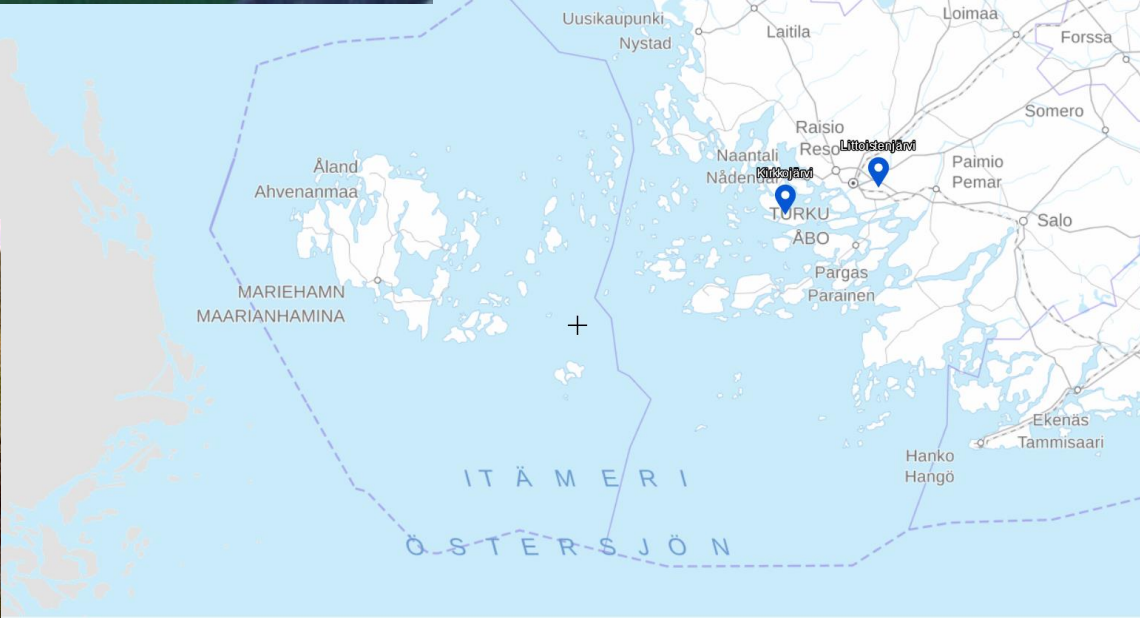 Uusikaupunki
Nystad
Laitila
Loimaa
Forssa
Somero
Raisio
Reso
Littoistenjärvi
Naantali
Nådendal
Kirkkojärvi
Paimio
Pemar
Åland
Ahvenanmaa
TURKU
ÅBO
Salo
Pargas
Parainen
MARIEHAMN
MAARIANHAMINA
Ekenäs
Tammisaari
Hanko
Hangö
ITÄMERI
ÖSTERSJÖN